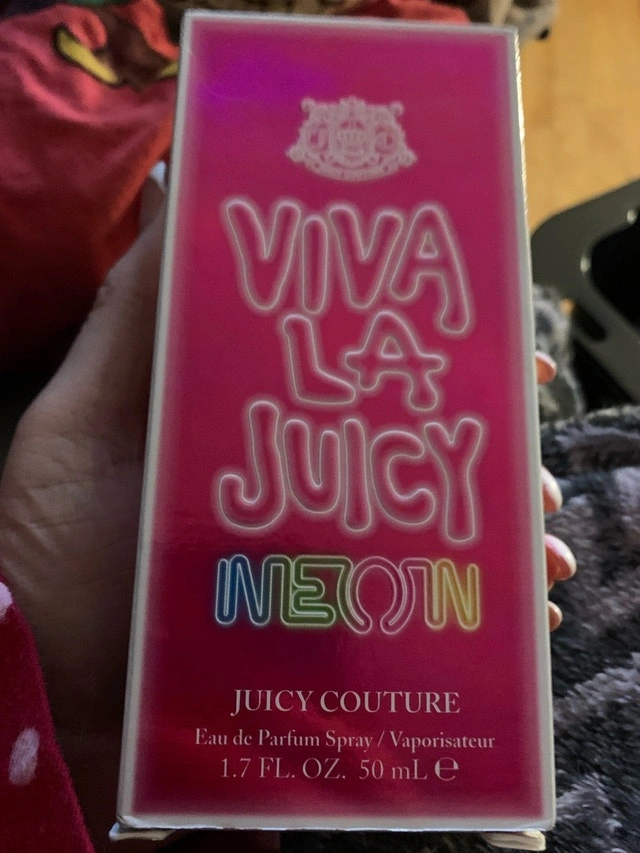 VIVA
LA
JUICY
NEON
JUICY COUTURE
Eau de Parfum Spray / Vaporisateur
1.7 FL. OZ. 50 mL ℮